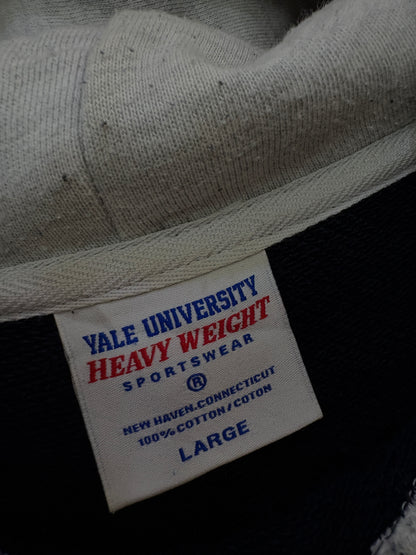 YALE UNIVERSITY
HEAVY WEIGHT
SPORTSWEAR
®
NEW HAVEN.CONNECTICUT
100% COTTON/COTON
LARGE